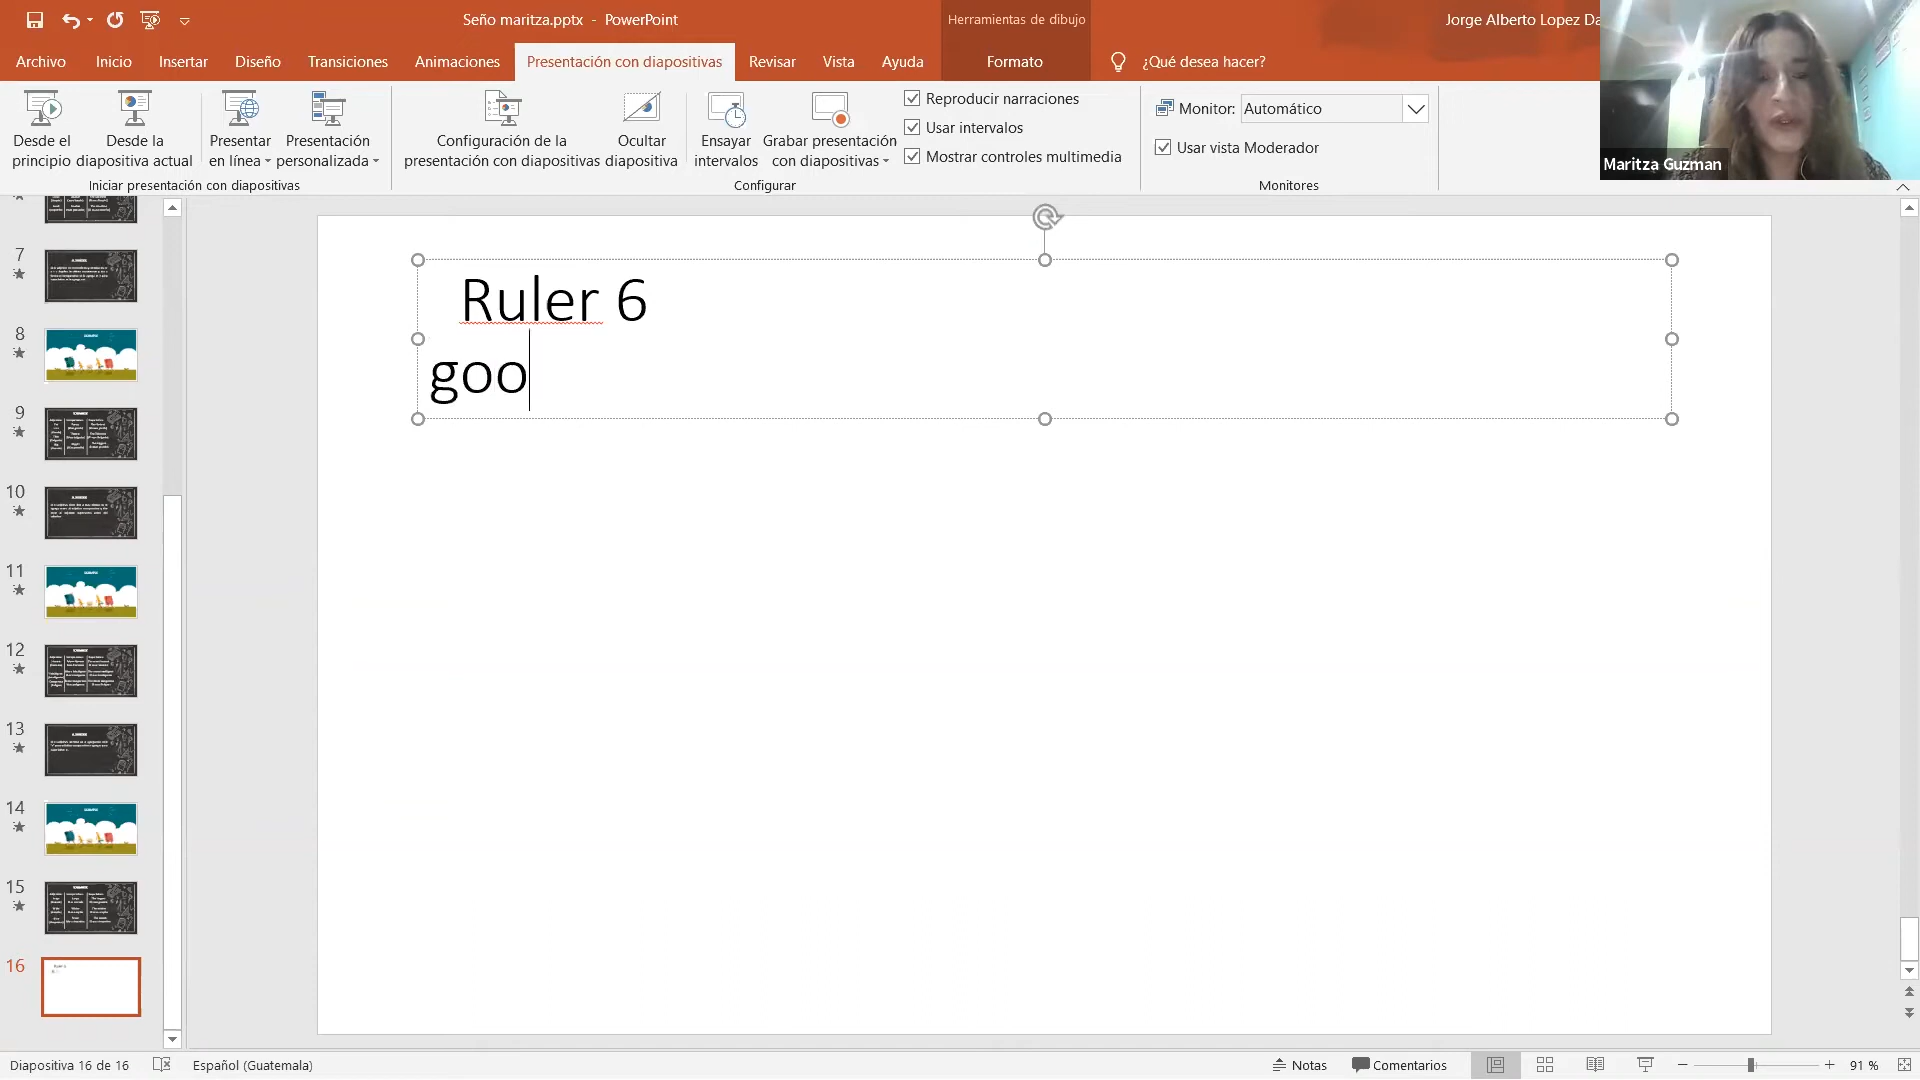 Seño maritza.pptx - PowerPoint
Herramientas de dibujo
Jorge Alberto Lopez Da
Archivo
Inicio
Insertar
Diseño
Transiciones
Animaciones
Presentación con diapositivas
Revisar
Vista
Ayuda
Formato
¿Qué desea hacer?
Desde el principio
Desde la diapositiva actual
Presentar en línea
Presentación personalizada
Configuración de la presentación con diapositivas
Ocultar diapositiva
Ensayar intervalos
Grabar presentación con diapositivas
Reproducir narraciones
Usar intervalos
Mostrar controles multimedia
Monitor: Automático
Usar vista Moderador
Iniciar presentación con diapositivas
Configurar
Monitores
Maritza Guzman
7
8
9
10
11
12
13
14
15
16
Ruler 6
goo
Diapositiva 16 de 16
Español (Guatemala)
Notas
Comentarios
91 %